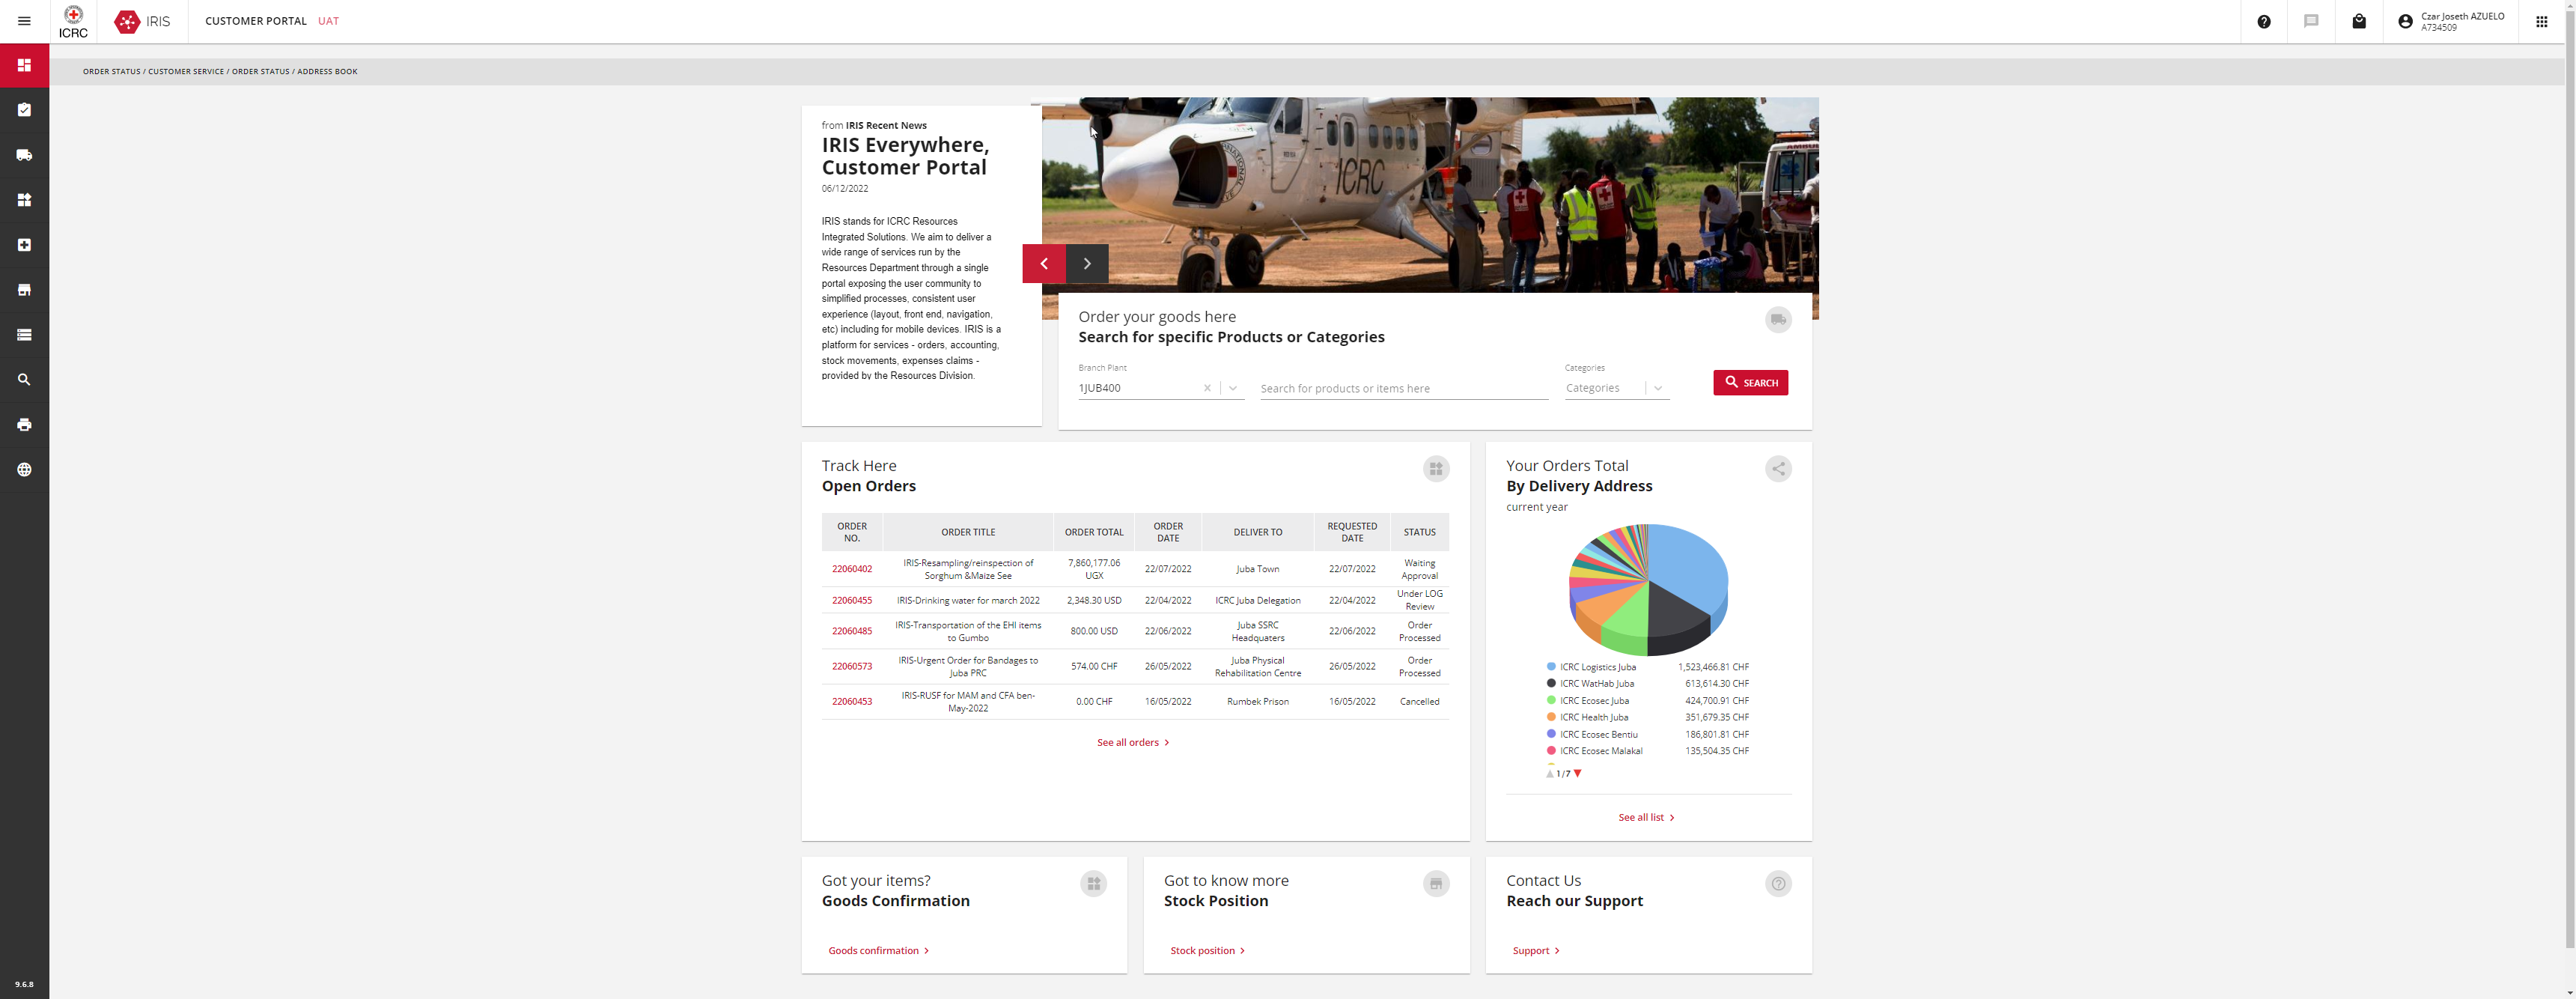 ICRC
IRIS
CUSTOMER PORTAL UAT
Czar Joseth AZUELO
A734509
ORDER STATUS / CUSTOMER SERVICE / ORDER STATUS / ADDRESS BOOK
from IRIS Recent News
IRIS Everywhere,
Customer Portal
06/12/2022
IRIS stands for ICRC Resources
Integrated Solutions. We aim to deliver a
wide range of services run by the
Resources Department through a single
portal exposing the user community to
simplified processes, consistent user
experience (layout, front end, navigation,
etc) including for mobile devices. IRIS is a
platform for services - orders, accounting,
stock movements, expenses claims -
provided by the Resources Division.
ICRC
Order your goods here
Search for specific Products or Categories
Branch Plant
1JUB400
Search for products or items here
Categories
Categories
SEARCH
Track Here
Open Orders
ORDER NO. ORDER TITLE ORDER TOTAL ORDER DATE DELIVER TO REQUESTED DATE STATUS
22060402 IRIS-Resampling/reinspection of Sorghum &Maize See 7,860,177.06 UGX 22/07/2022 Juba Town 22/07/2022 Waiting Approval
22060455 IRIS-Drinking water for march 2022 2,348.30 USD 22/04/2022 ICRC Juba Delegation 22/04/2022 Under LOG Review
22060485 IRIS-Transportation of the EHI items to Gumbo 800.00 USD 22/06/2022 Juba SSRC Headquaters 22/06/2022 Order Processed
22060573 IRIS-Urgent Order for Bandages to Juba PRC 574.00 CHF 26/05/2022 Juba Physical Rehabilitation Centre 26/05/2022 Order Processed
22060453 IRIS-RUSF for MAM and CFA ben-May-2022 0.00 CHF 16/05/2022 Rumbek Prison 16/05/2022 Cancelled
See all orders
Your Orders Total
By Delivery Address
current year
ICRC Logistics Juba 1,523,466.81 CHF
ICRC WatHab Juba 613,614.30 CHF
ICRC Ecosec Juba 424,700.91 CHF
ICRC Health Juba 351,679.35 CHF
ICRC Ecosec Bentiu 186,801.81 CHF
ICRC Ecosec Malakal 135,504.35 CHF
1/7
See all list
Got your items?
Goods Confirmation
Goods confirmation
Got to know more
Stock Position
Stock position
Contact Us
Reach our Support
Support
9.6.8